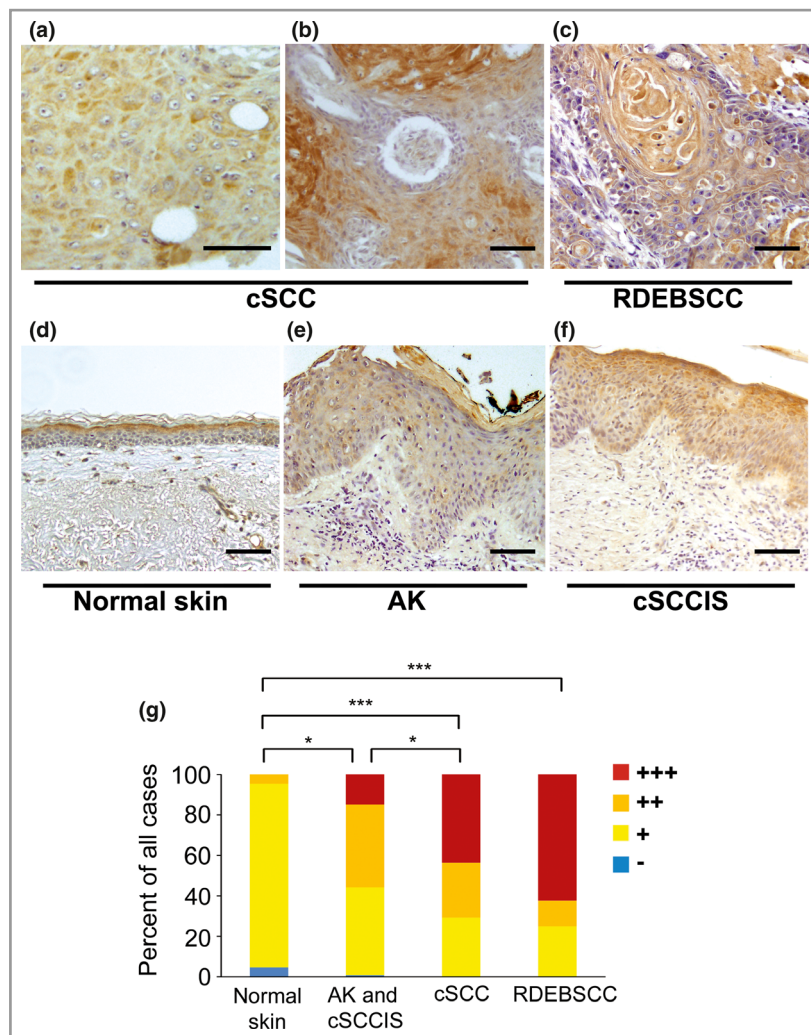 (a) (b) (c)
cSCC RDEBSCC
(d) (e) (f)
Normal skin AK cSCCIS
(g)
***
***
* *
Percent of all cases
100
80
60
40
20
0
+++
++
+
-
Normal skin
AK and cSCCIS
cSCC
RDEBSCC